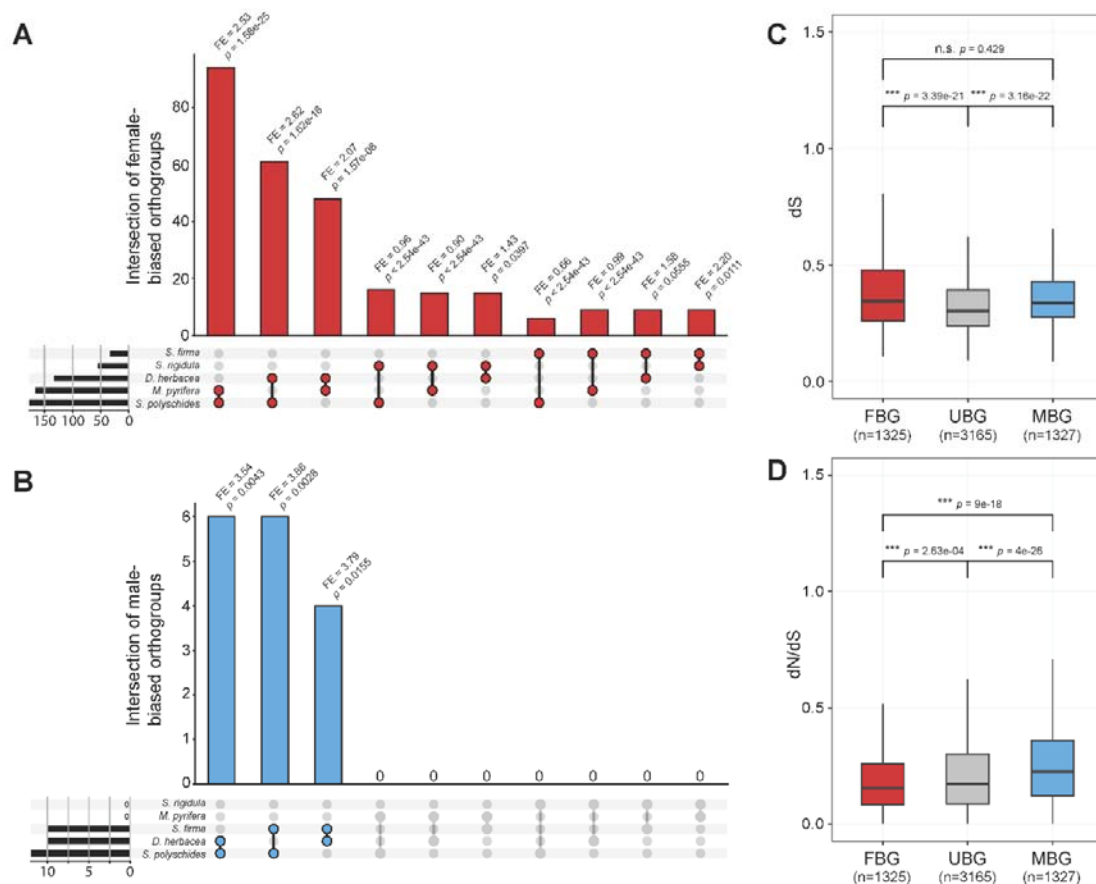 A
Intersection of female-
biased orthogroups
80
60
40
20
0
FE = 2.53
p = 1.58e-25
FE = 2.62
p = 1.62e-18
FE = 2.07
p = 1.57e-08
FE = 0.96
p < 2.54e-43
FE = 0.90
p < 2.54e-43
FE = 1.43
p = 0.0397
FE = 0.66
p < 2.54e-43
FE = 0.99
p < 2.54e-43
FE = 1.58
p = 0.0555
FE = 2.20
p = 0.0111
S. firma
S. rigidula
D. herbacea
M. pyrifera
S. polyschides
150 100 50 0
B
Intersection of male-
biased orthogroups
6
5
4
3
2
1
0
FE = 3.54
p = 0.0043
FE = 3.86
p = 0.0028
FE = 3.79
p = 0.0155
0 0 0 0 0 0 0
0 S. rigidula
0 M. pyrifera
S. firma
D. herbacea
S. polyschides
10 5 0
C
dS
1.5
1.0
0.5
0.0
n.s. p = 0.429
*** p = 3.39e-21 *** p = 3.16e-22
FBG UBG MBG
(n=1325) (n=3165) (n=1327)
D
dN/dS
1.5
1.0
0.5
0.0
*** p = 9e-18
*** p = 2.63e-04 *** p = 4e-26
FBG UBG MBG
(n=1325) (n=3165) (n=1327)